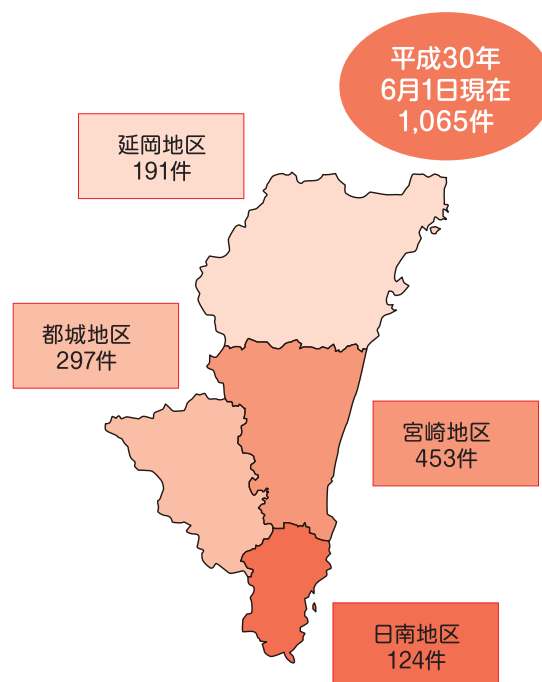 平成30年
6月1日現在
1,065件
延岡地区
191件
都城地区
297件
宮崎地区
453件
日南地区
124件